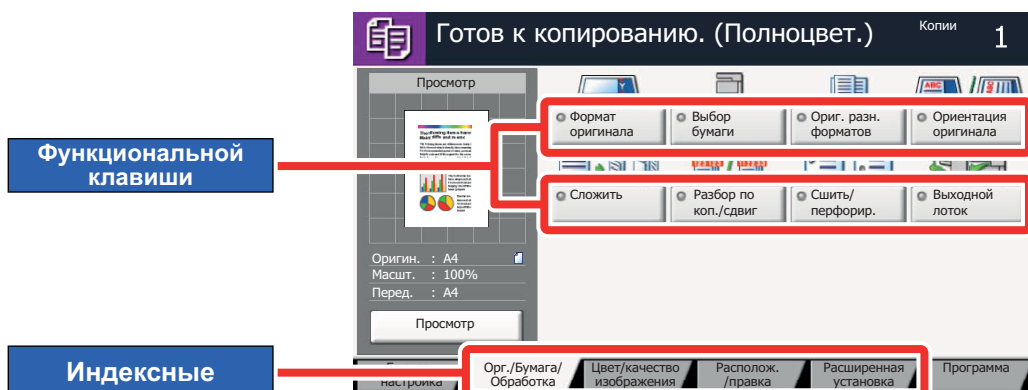 Готов к копированию. (Полноцвет.)
Копии
1
Просмотр
ABC
Формат
оригинала
Выбор
бумаги
Ориг. разн.
форматов
Ориентация
оригинала
Функциональной
клавиши
Сложить
Разбор по
коп./сдвиг
Сшить/
перфорир.
Выходной
лоток
Оригин. : A4
Масшт. : 100%
Перед. : A4
Просмотр
Индексные
настройка
Орг./Бумага/
Обработка
Цвет/качество
изображения
Располож.
/правка
Расширенная
установка
Программа